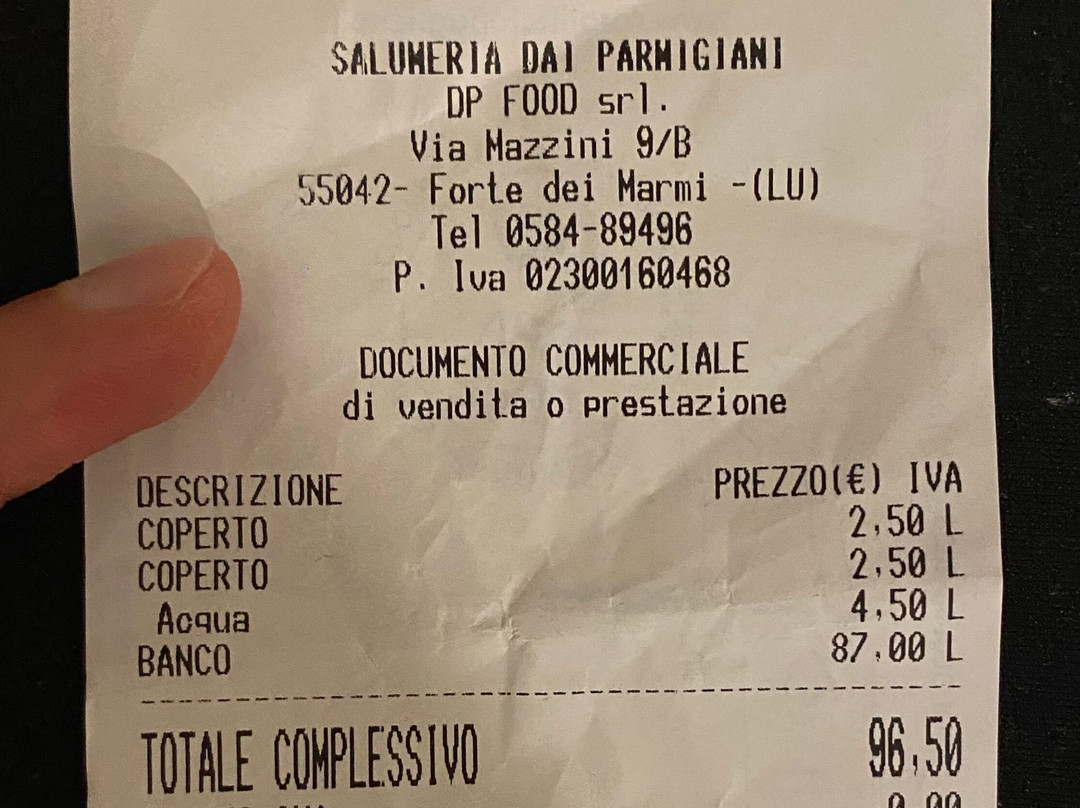 SALUMERIA DAI PARMIGIANI
DP FOOD srl.
Via Mazzini 9/B
55042- Forte dei Marmi -(LU)
Tel 0584-89496
P. Iva 02300160468
DOCUMENTO COMMERCIALE
di vendita o prestazione
DESCRIZIONE PREZZO(€) IVA
COPERTO 2,50 L
COPERTO 2,50 L
Acqua 4,50 L
BANCO 87,00 L
TOTALE COMPLESSIVO 96,50